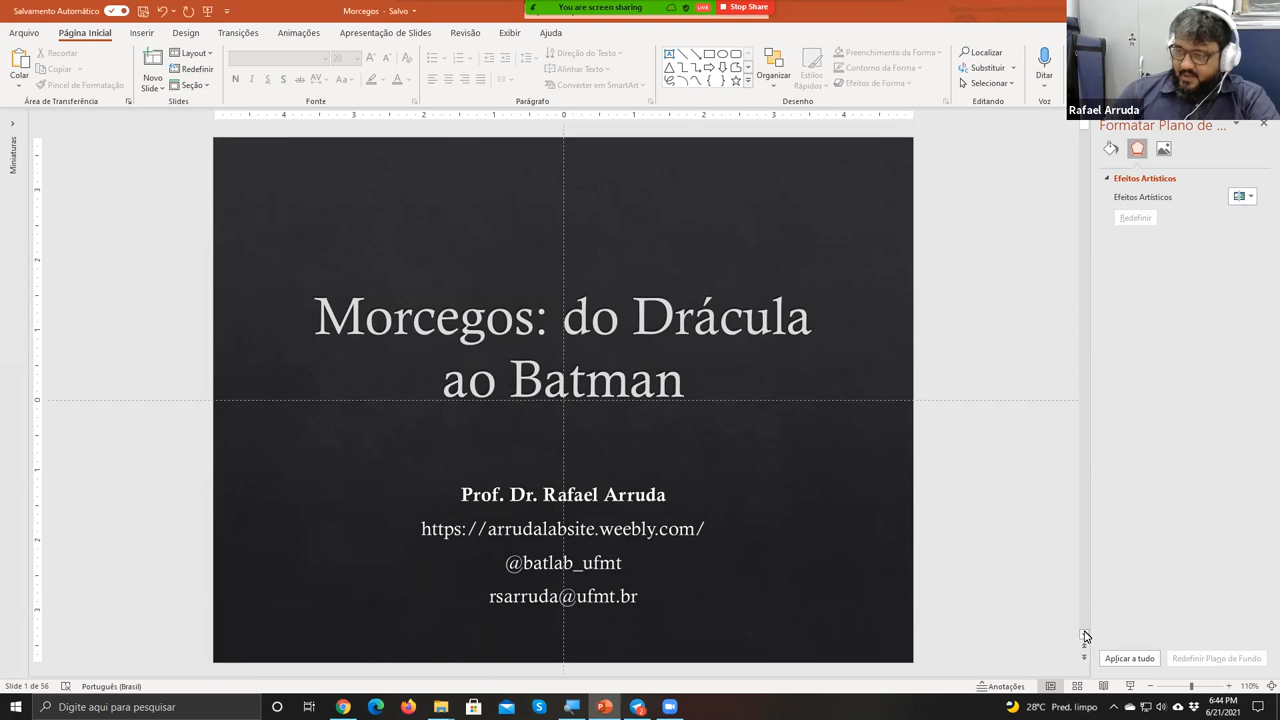 Salvamento Automático
Morcegos - Salvo
You are screen sharing
LIVE
Stop Share
Arquivo
Página Inicial
Inserir
Design
Transições
Animações
Apresentação de Slides
Revisão
Exibir
Ajuda
Colar
Recortar
Copiar
Pincel de Formatação
Área de Transferência
Novo
Slide
Layout
Redefinir
Seção
Slides
20
Fonte
Direção do Texto
Alinhar Texto
Converter em SmartArt
Parágrafo
Organizar
Estilos
Rápidos
Preenchimento da Forma
Contorno da Forma
Efeitos de Forma
Desenho
Localizar
Substituir
Selecionar
Editando
Ditar
Voz
Rafael Arruda
Miniaturas
Formatar Plano de ...
Efeitos Artísticos
Efeitos Artísticos
Redefinir
Morcegos: do Drácula
ao Batman
Prof. Dr. Rafael Arruda
https://arrudalabsite.weebly.com/
@batlab_ufmt
rsarruda@ufmt.br
Aplicar a tudo
Redefinir Plano de Fundo
Slide 1 de 56
Português (Brasil)
Anotações
110%
Digite aqui para pesquisar
28°C Pred. limpo
6:44 PM
6/21/2021